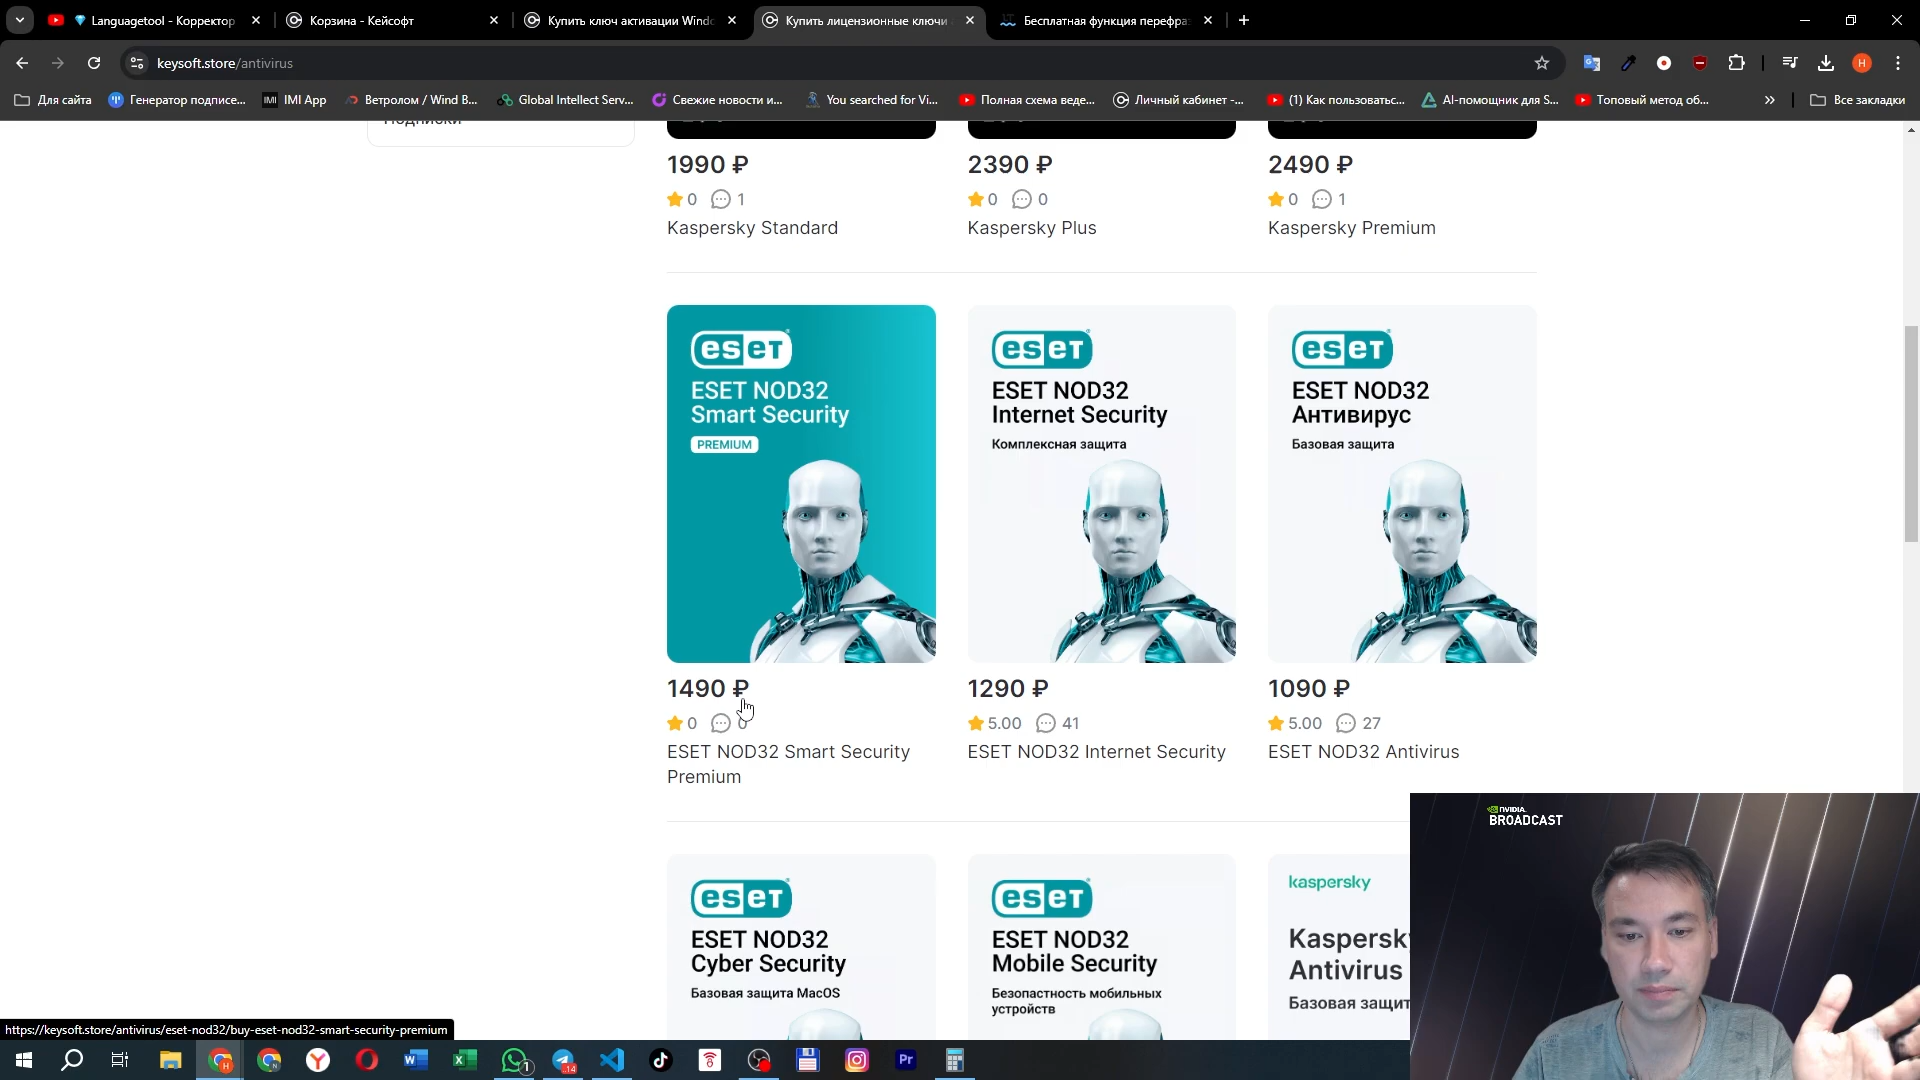 Languagetool - Корректор
Корзина - Кейсофт
Купить ключ активации Windo
Купить лицензионные ключи
Бесплатная функция перефра
keysoft.store/antivirus
Для сайта
Генератор подписе...
IMI App
Ветролом / Wind B...
Global Intellect Serv...
Свежие новости и...
You searched for Vi...
Полная схема веде...
Личный кабинет -...
(1) Как пользоватьс...
AI-помощник для S...
Топовый метод об...
Все закладки
Подписки
1990 ₽
2390 ₽
2490 ₽
0 1
0 0
0 1
Kaspersky Standard
Kaspersky Plus
Kaspersky Premium
eset
ESET NOD32
Smart Security
PREMIUM
eset
ESET NOD32
Internet Security
Комплексная защита
eset
ESET NOD32
Антивирус
Базовая защита
1490 ₽
1290 ₽
1090 ₽
0 0
5.00 41
5.00 27
ESET NOD32 Smart Security
Premium
ESET NOD32 Internet Security
ESET NOD32 Antivirus
eset
ESET NOD32
Cyber Security
Базовая защита MacOS
eset
ESET NOD32
Mobile Security
Безопастность мобильных
устройств
kaspersky
Kaspersky
Antivirus
Базовая защит
NVIDIA.
BROADCAST
https://keysoft.store/antivirus/eset-nod32/buy-eset-nod32-smart-security-premium